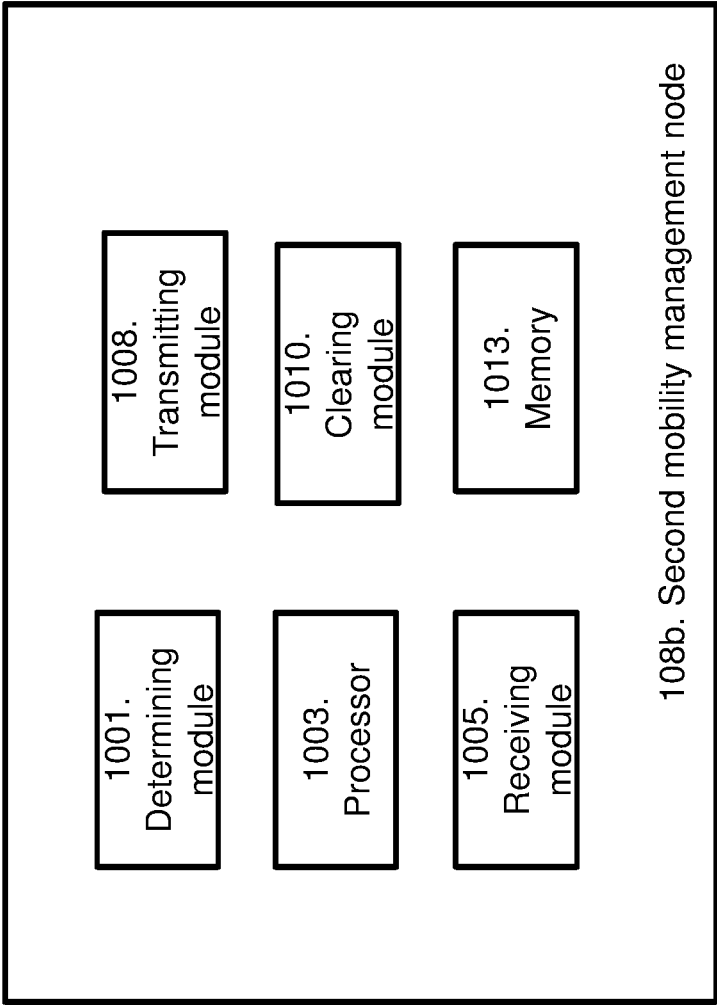 1001.
Determining
module
1008.
Transmitting
module
1003.
Processor
1010.
Clearing
module
1005.
Receiving
module
1013.
Memory
108b. Second mobility management node